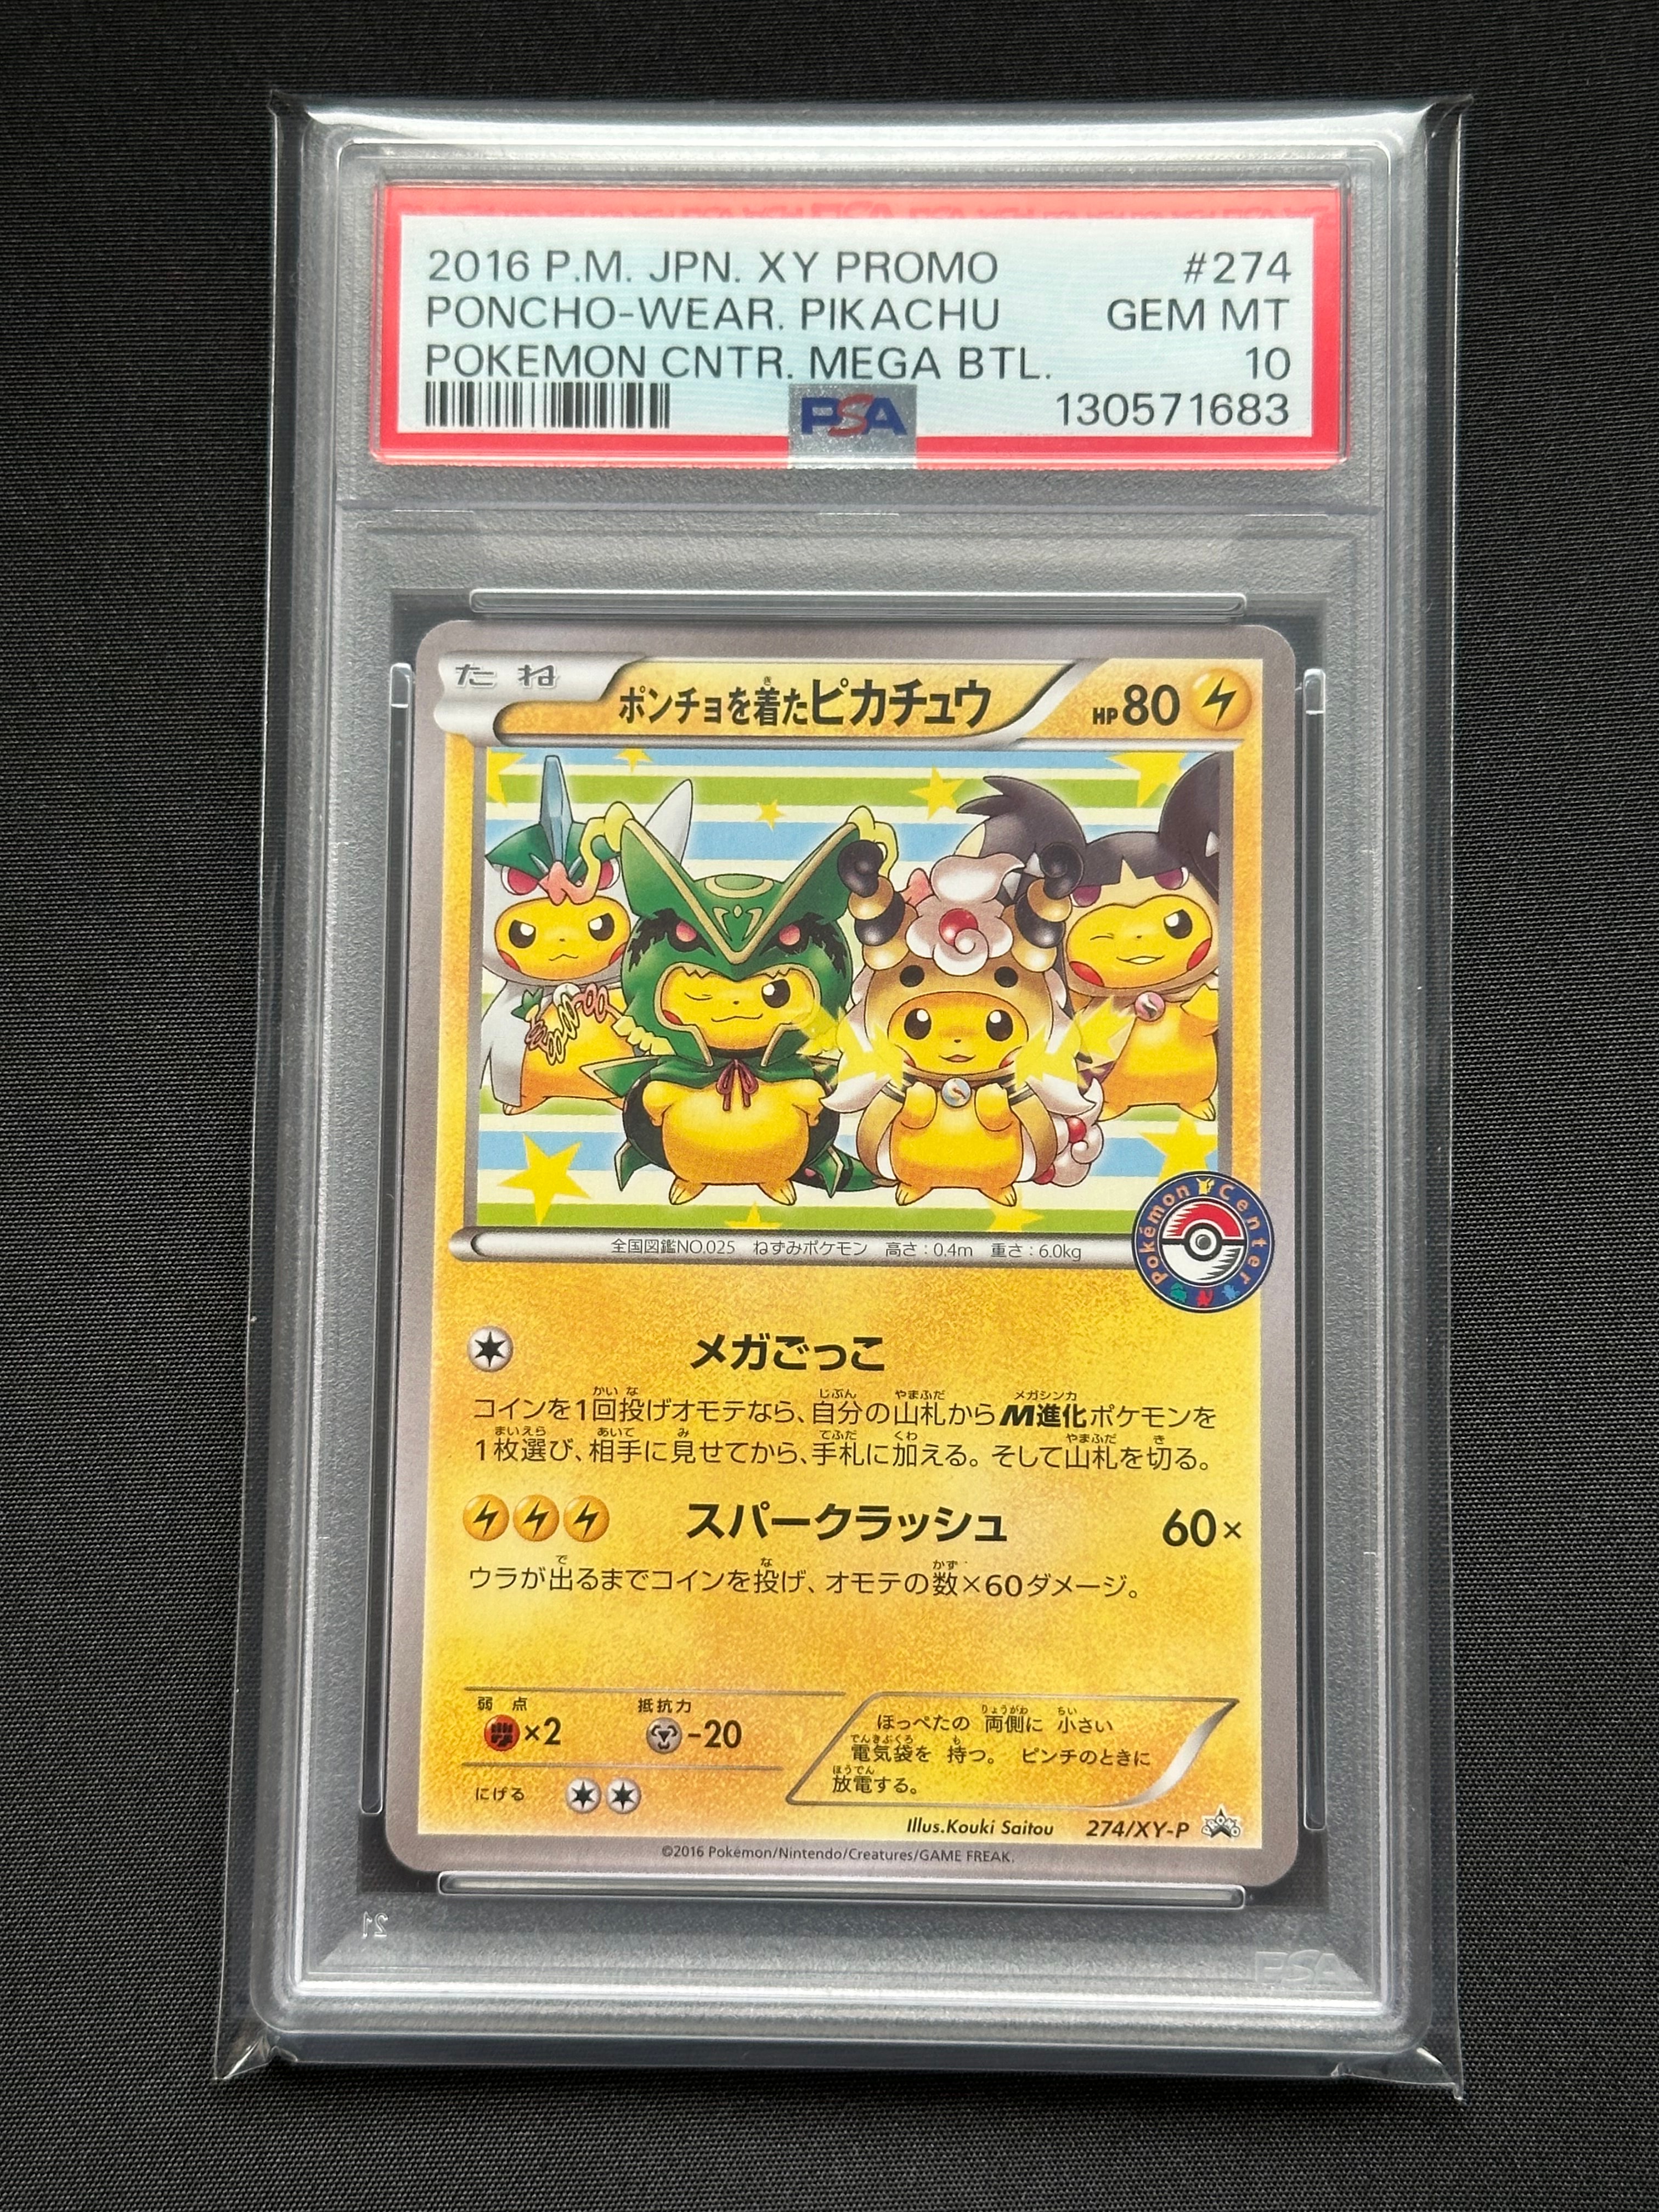 2016 P.M. JPN. XY PROMO #274
PONCHO-WEAR. PIKACHU GEM MT
POKEMON CNTR. MEGA BTL. 10
PSA 130571683
たね ポンチョを着たピカチュウ HP80
全国図鑑NO.025 ねずみポケモン 高さ:0.4m 重さ:6.0kg
Pokémon Center
メガごっこ
コインを1回投げオモテなら、自分の山札からM進化ポケモンを
1枚選び、相手に見せてから、手札に加える。そして山札を切る。
スパークラッシュ 60×
ウラが出るまでコインを投げ、オモテの数×60ダメージ。
弱点 抵抗力
×2 -20
にげる
ほっぺたの 両側に 小さい
電気袋を 持つ。 ピンチのときに
放電する。
Illus.Kouki Saitou 274/XY-P
©2016 Pokémon/Nintendo/Creatures/GAME FREAK.
PSA